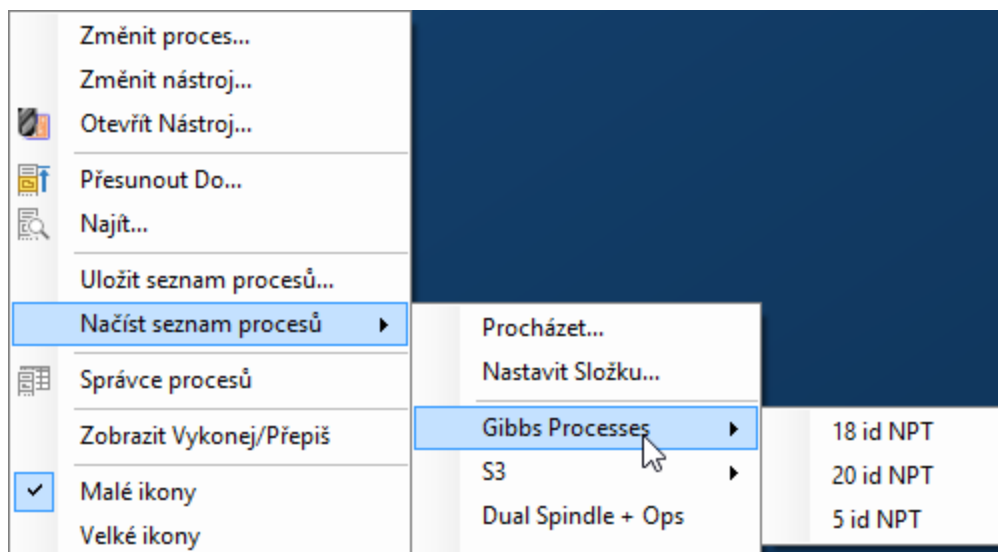 Změnit proces...
Změnit nástroj...
Otevřít Nástroj...
Přesunout Do...
Najít...
Uložit seznam procesů...
Načíst seznam procesů
Správce procesů
Zobrazit Vykonej/Přepiš
Malé ikony
Velké ikony
Procházet...
Nastavit Složku...
Gibbs Processes
S3
Dual Spindle + Ops
18 id NPT
20 id NPT
5 id NPT